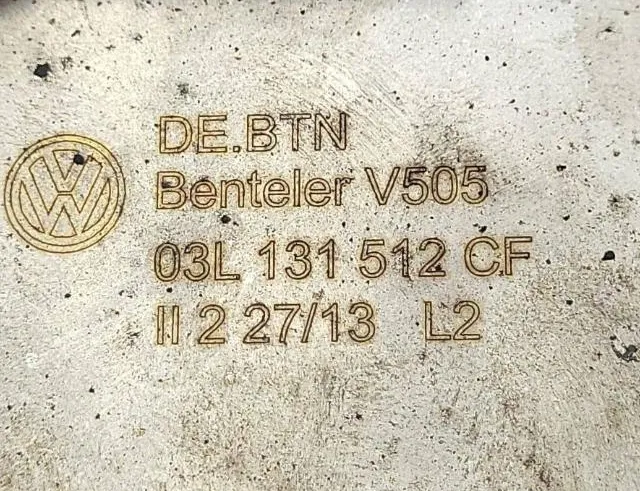 DE.BTN
Benteler V505
03L 131 512 CF
II 2 27/13 L2